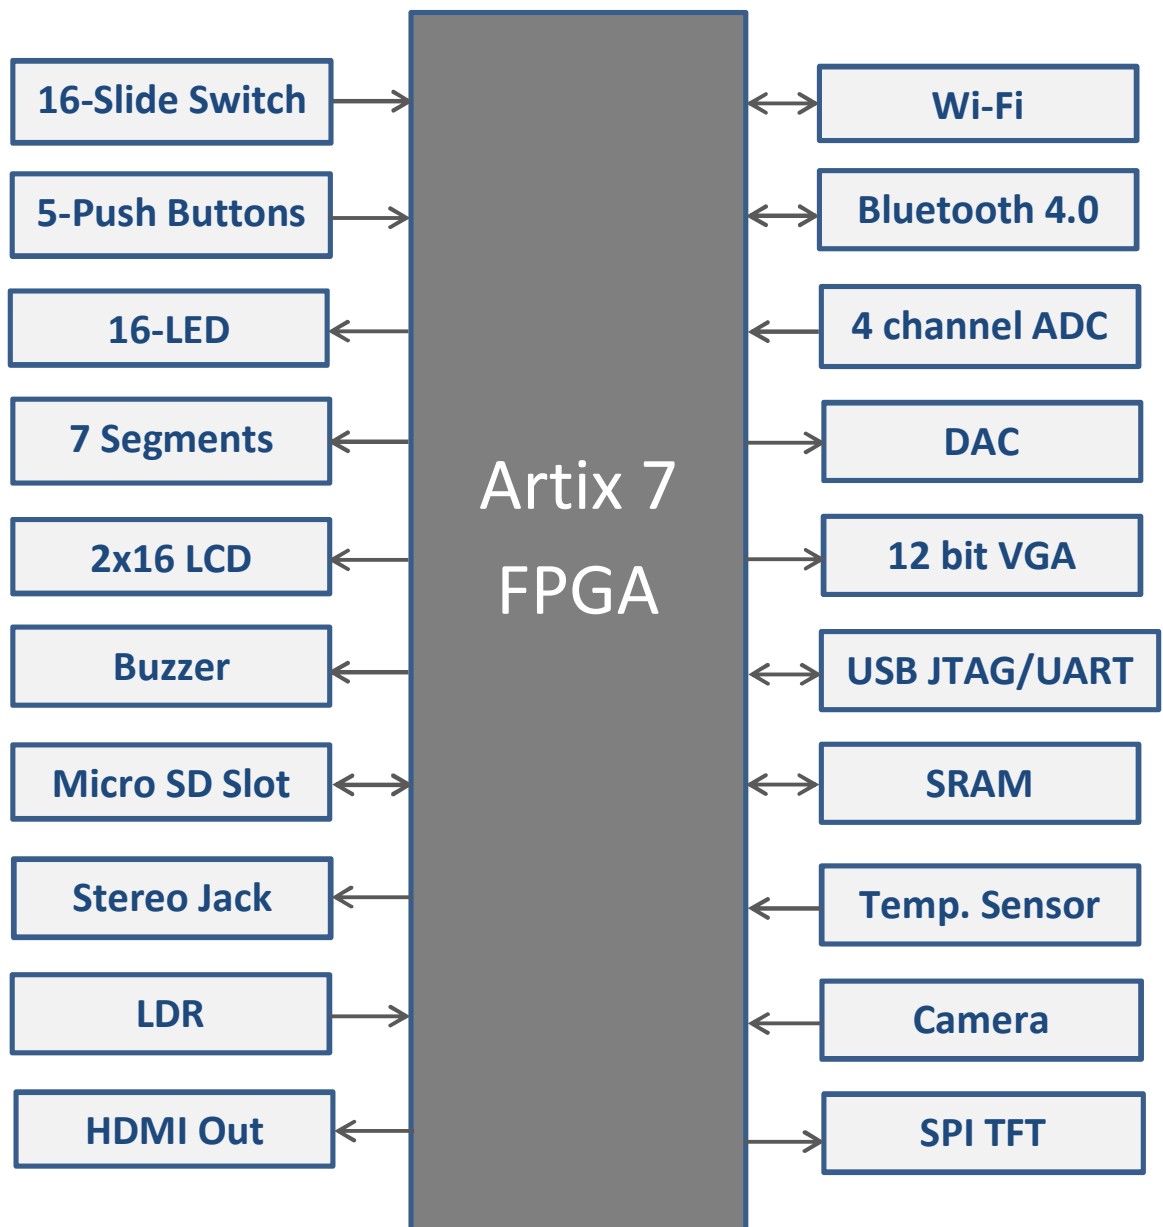 16-Slide Switch
5-Push Buttons
16-LED
7 Segments
2x16 LCD
Buzzer
Micro SD Slot
Stereo Jack
LDR
HDMI Out
Artix 7
FPGA
Wi-Fi
Bluetooth 4.0
4 channel ADC
DAC
12 bit VGA
USB JTAG/UART
SRAM
Temp. Sensor
Camera
SPI TFT